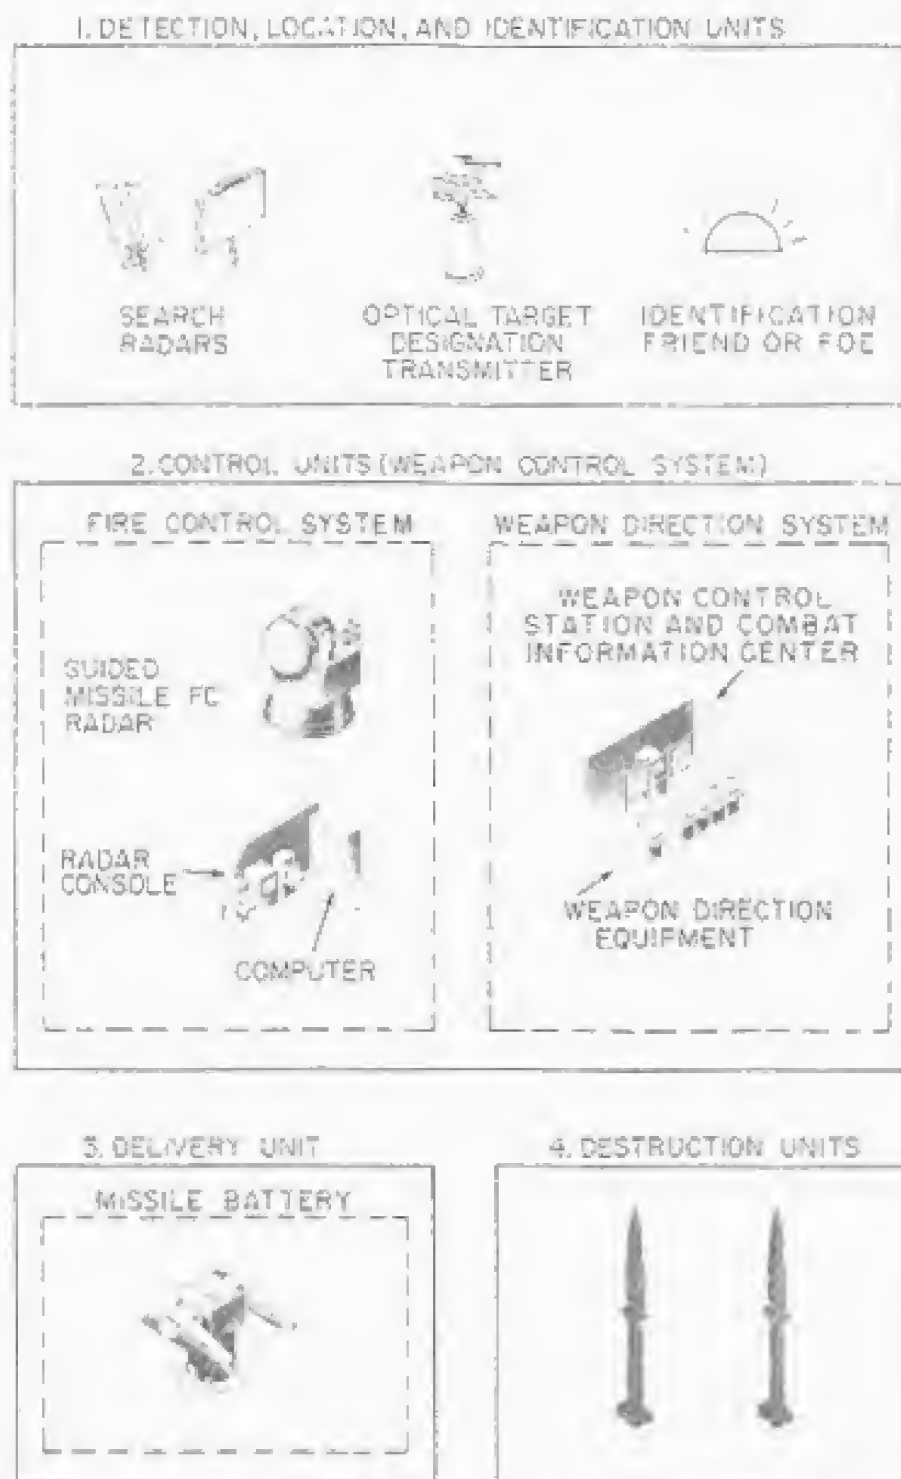 1. DETECTION, LOCATION, AND IDENTIFICATION UNITS
SEARCH
RADARS
OPTICAL TARGET
DESIGNATION
TRANSMITTER
IDENTIFICATION
FRIEND OR FOE
2. CONTROL UNITS (WEAPON CONTROL SYSTEM)
FIRE CONTROL SYSTEM
GUIDED
MISSILE FC
RADAR
RADAR
CONSOLE
COMPUTER
WEAPON DIRECTION SYSTEM
WEAPON CONTROL
STATION AND COMBAT
INFORMATION CENTER
WEAPON DIRECTION
EQUIPMENT
3. DELIVERY UNIT
MISSILE BATTERY
4. DESTRUCTION UNITS